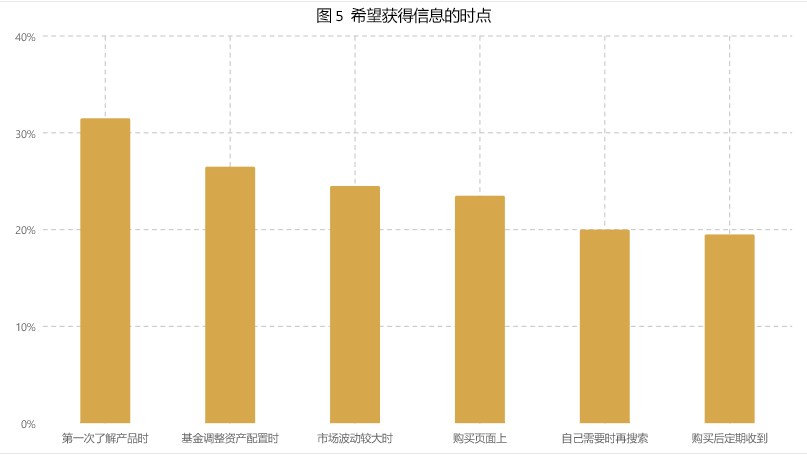 图 5 希望获得信息的时点
40%
30%
20%
10%
0%
第一次了解产品时
基金调整资产配置时
市场波动较大时
购买页面上
自己需要时再搜索
购买后定期收到